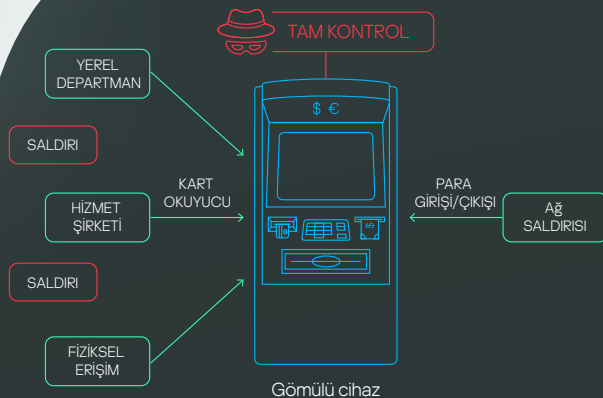 TAM KONTROL
YEREL
DEPARTMAN
$ €
SALDIRI
KART
OKUYUCU
PARA
GİRİŞİ/ÇIKIŞI
HİZMET
ŞİRKETİ
Ağ
SALDIRISI
$
SALDIRI
FİZİKSEL
ERİŞİM
Gömülü cihaz